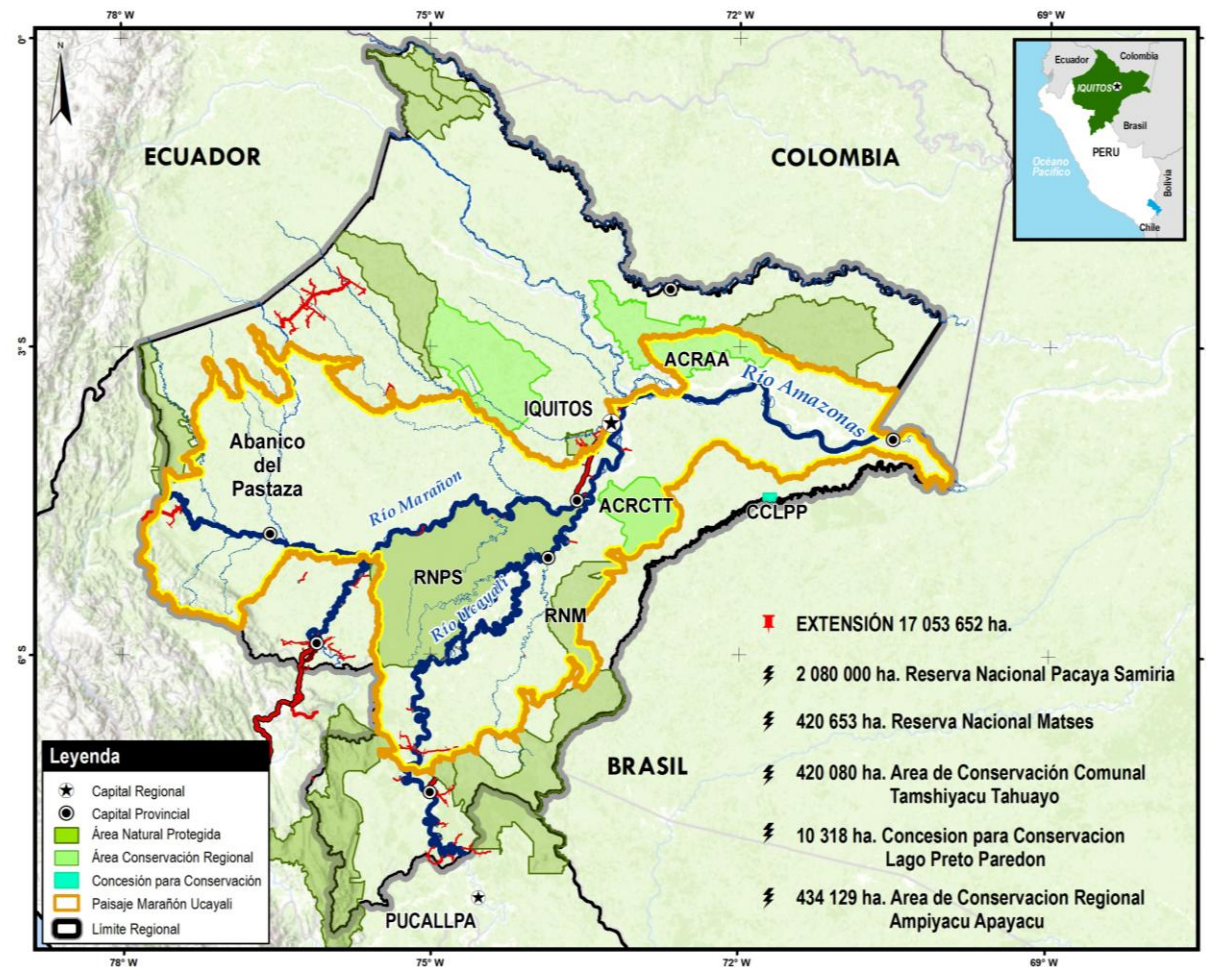 78° W
75° W
72° W
69° W
0°
3°S
6°S
N
ECUADOR
COLOMBIA
Ecuador
Colombia
IQUITOS
Brasil
PERU
Océano
Pacífico
Bolivia
Chile
ACRAA
Río Amazonas
IQUITOS
Abanico
del
Pastaza
Río Marañon
ACRCTT
CCLPP
RNPS
Río Ucayali
RNM
BRASIL
PUCALLPA
EXTENSIÓN 17 053 652 ha.
2 080 000 ha. Reserva Nacional Pacaya Samiria
420 653 ha. Reserva Nacional Matses
420 080 ha. Area de Conservación Comunal
Tamshiyacu Tahuayo
10 318 ha. Concesion para Conservacion
Lago Preto Paredon
434 129 ha. Area de Conservacion Regional
Ampiyacu Apayacu
Leyenda
Capital Regional
Capital Provincial
Área Natural Protegida
Área Conservación Regional
Concesión para Conservación
Paisaje Marañón Ucayali
Limite Regional
78° W
75° W
72° W
69° W